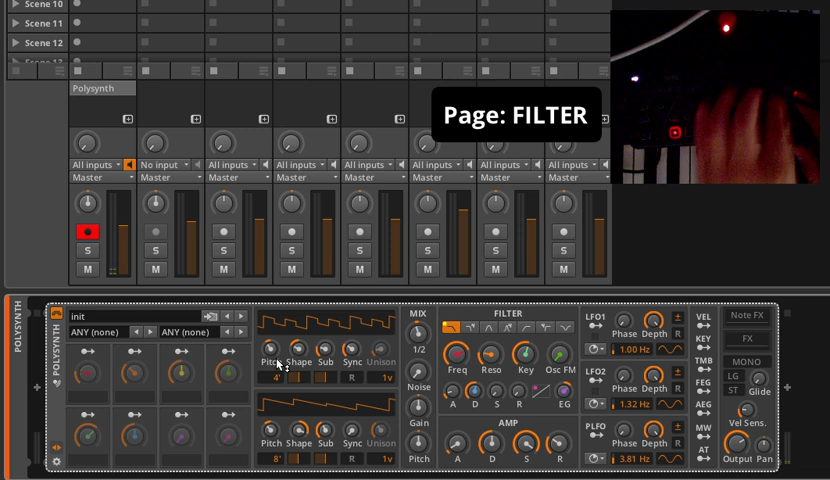 Scene 10
Scene 11
Scene 12
Polysynth
Page: FILTER
All inputs No input All inputs All inputs All inputs All inputs All inputs All inputs
Master Master Master Master Master Master Master Master
S S S S S S S S
M M M M M M M M
POLYSYNTH
POLYSYNTH
init
ANY (none) ANY (none)
Pitch Shape Sub Sync Unison
4' R 1v
Pitch Shape Sub Sync Unison
8' R 1v
MIX
1/2
Noise
Gain
Pitch
FILTER
Freq Reso Key Osc FM
A D S R EG
AMP
A D S R
LFO1
Phase Depth R
1.00 Hz
LFO2
Phase Depth R
1.32 Hz
PLFO
Phase Depth R
3.81 Hz
VEL
KEY
TMB
FEG
AEG
MW
AT
Note FX
FX
MONO
LG
ST
Glide
Vel Sens.
Output Pan